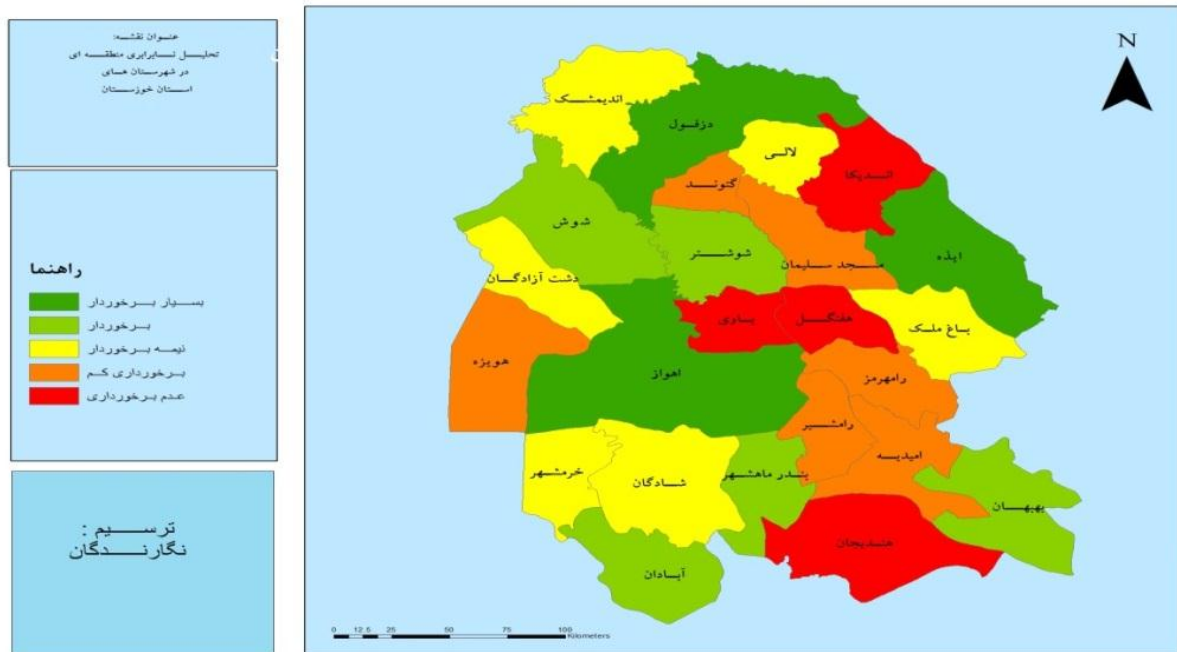 عنوان نقشه:
تحلیل نابرابری منطقه ای
در شهرستان های
استان خوزستان
راهنما
بسیار برخوردار
برخوردار
نیمه برخوردار
برخورداری کم
عدم برخورداری
ترسیم :
نگارندگان
N
اندیمشک
دزفول
لالی
اندیکا
گتوند
شوش
شوشتر
مسجد سلیمان
ایذه
دشت آزادگان
باوی
هفتگل
باغ ملک
هویزه
اهواز
رامهرمز
رامشیر
امیدیه
خرمشهر
شادگان
بندر ماهشهر
بهبهان
هندیجان
آبادان
0 12.5 25 50 75 100
Kilometers